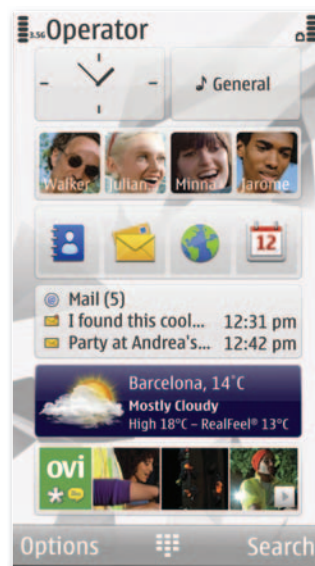 3.5G Operator
General
Walker Julian... Minna Jarome
12
Mail (5)
I found this cool... 12:31 pm
Party at Andrea's... 12:42 pm
Barcelona, 14°C
Mostly Cloudy
High 18°C – RealFeel® 13°C
ovi
Options Search